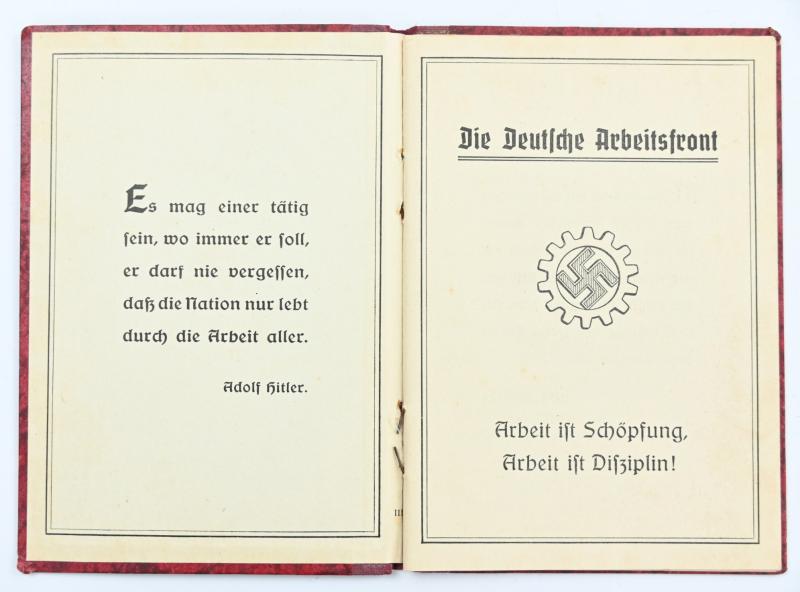 Es mag einer tätig
sein, wo immer er soll,
er darf nie vergessen,
daß die Nation nur lebt
durch die Arbeit aller.
Adolf Hitler.
Die Deutsche Arbeitsfront
Arbeit ist Schöpfung,
Arbeit ist Disziplin!